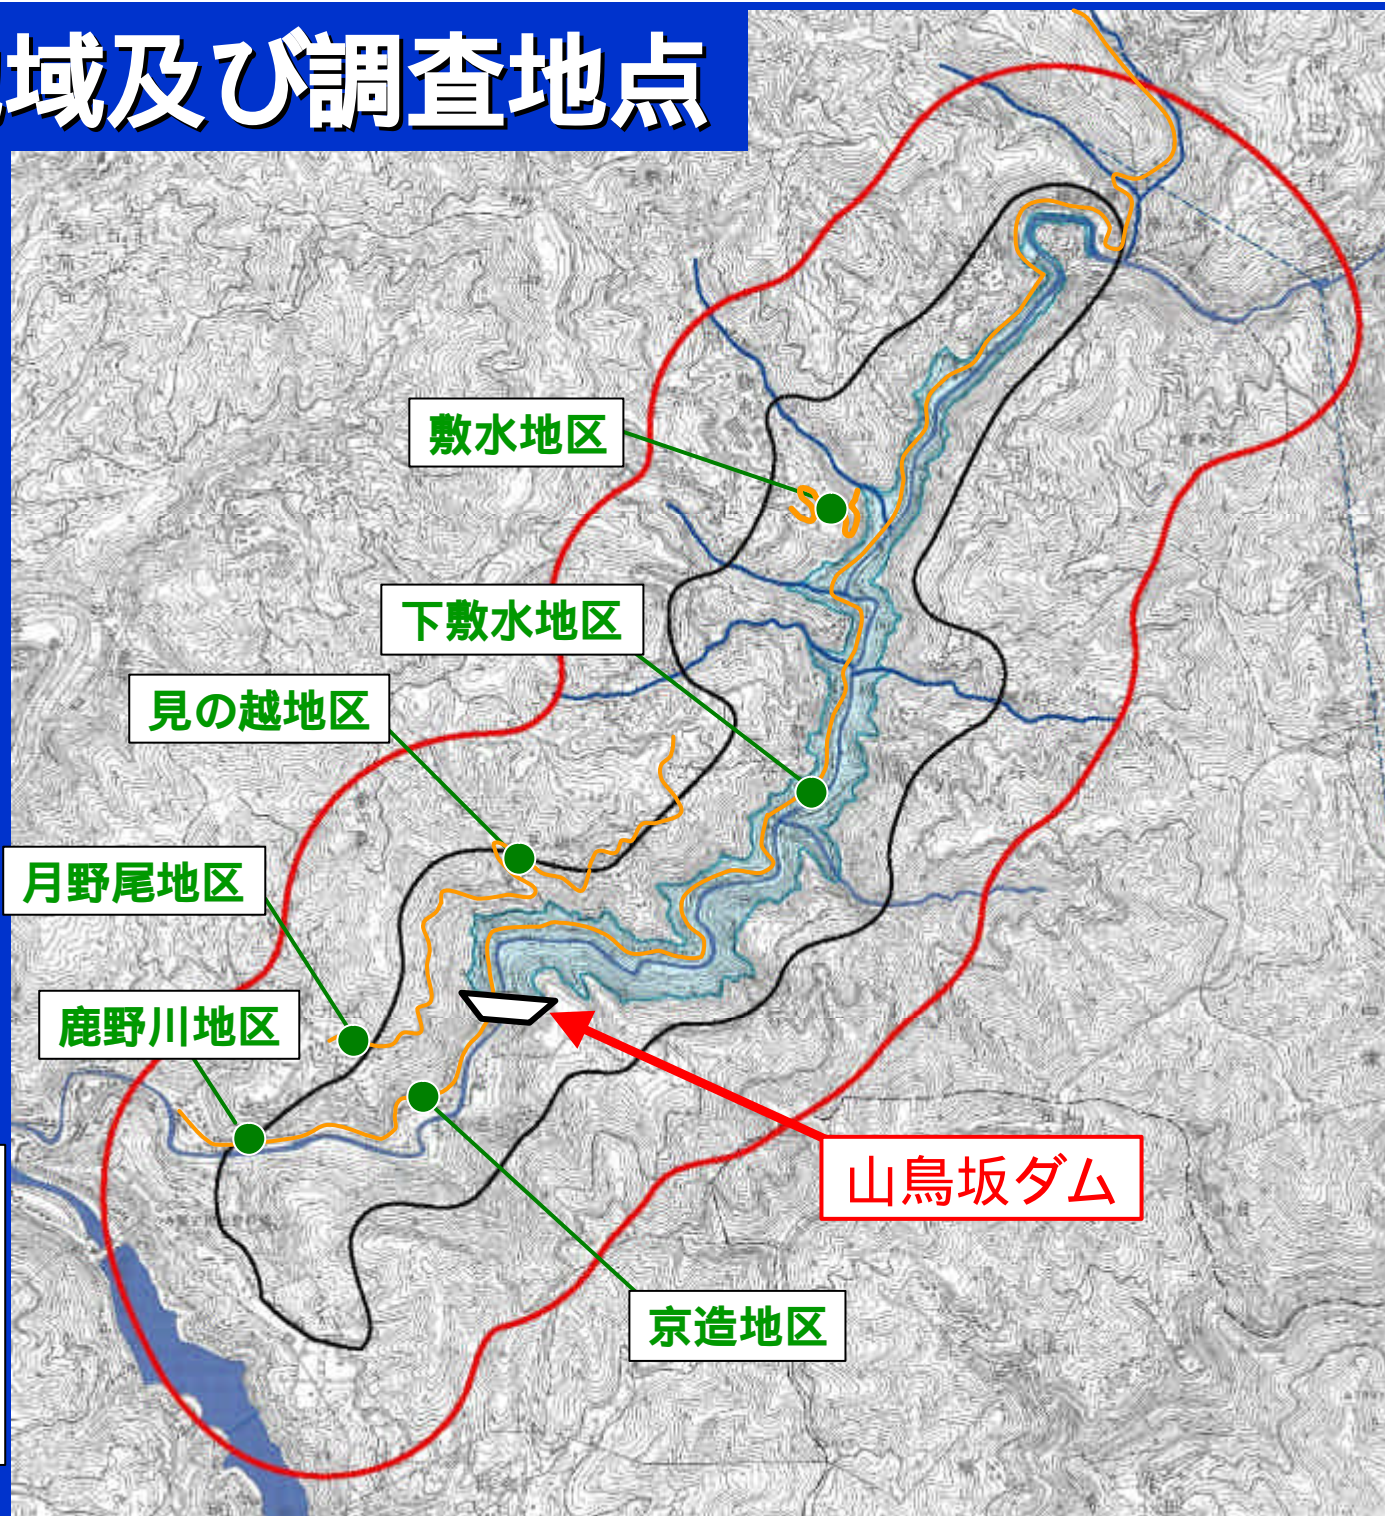 域及び調査地点
敷水地区
下敷水地区
見の越地区
月野尾地区
鹿野川地区
山鳥坂ダム
京造地区